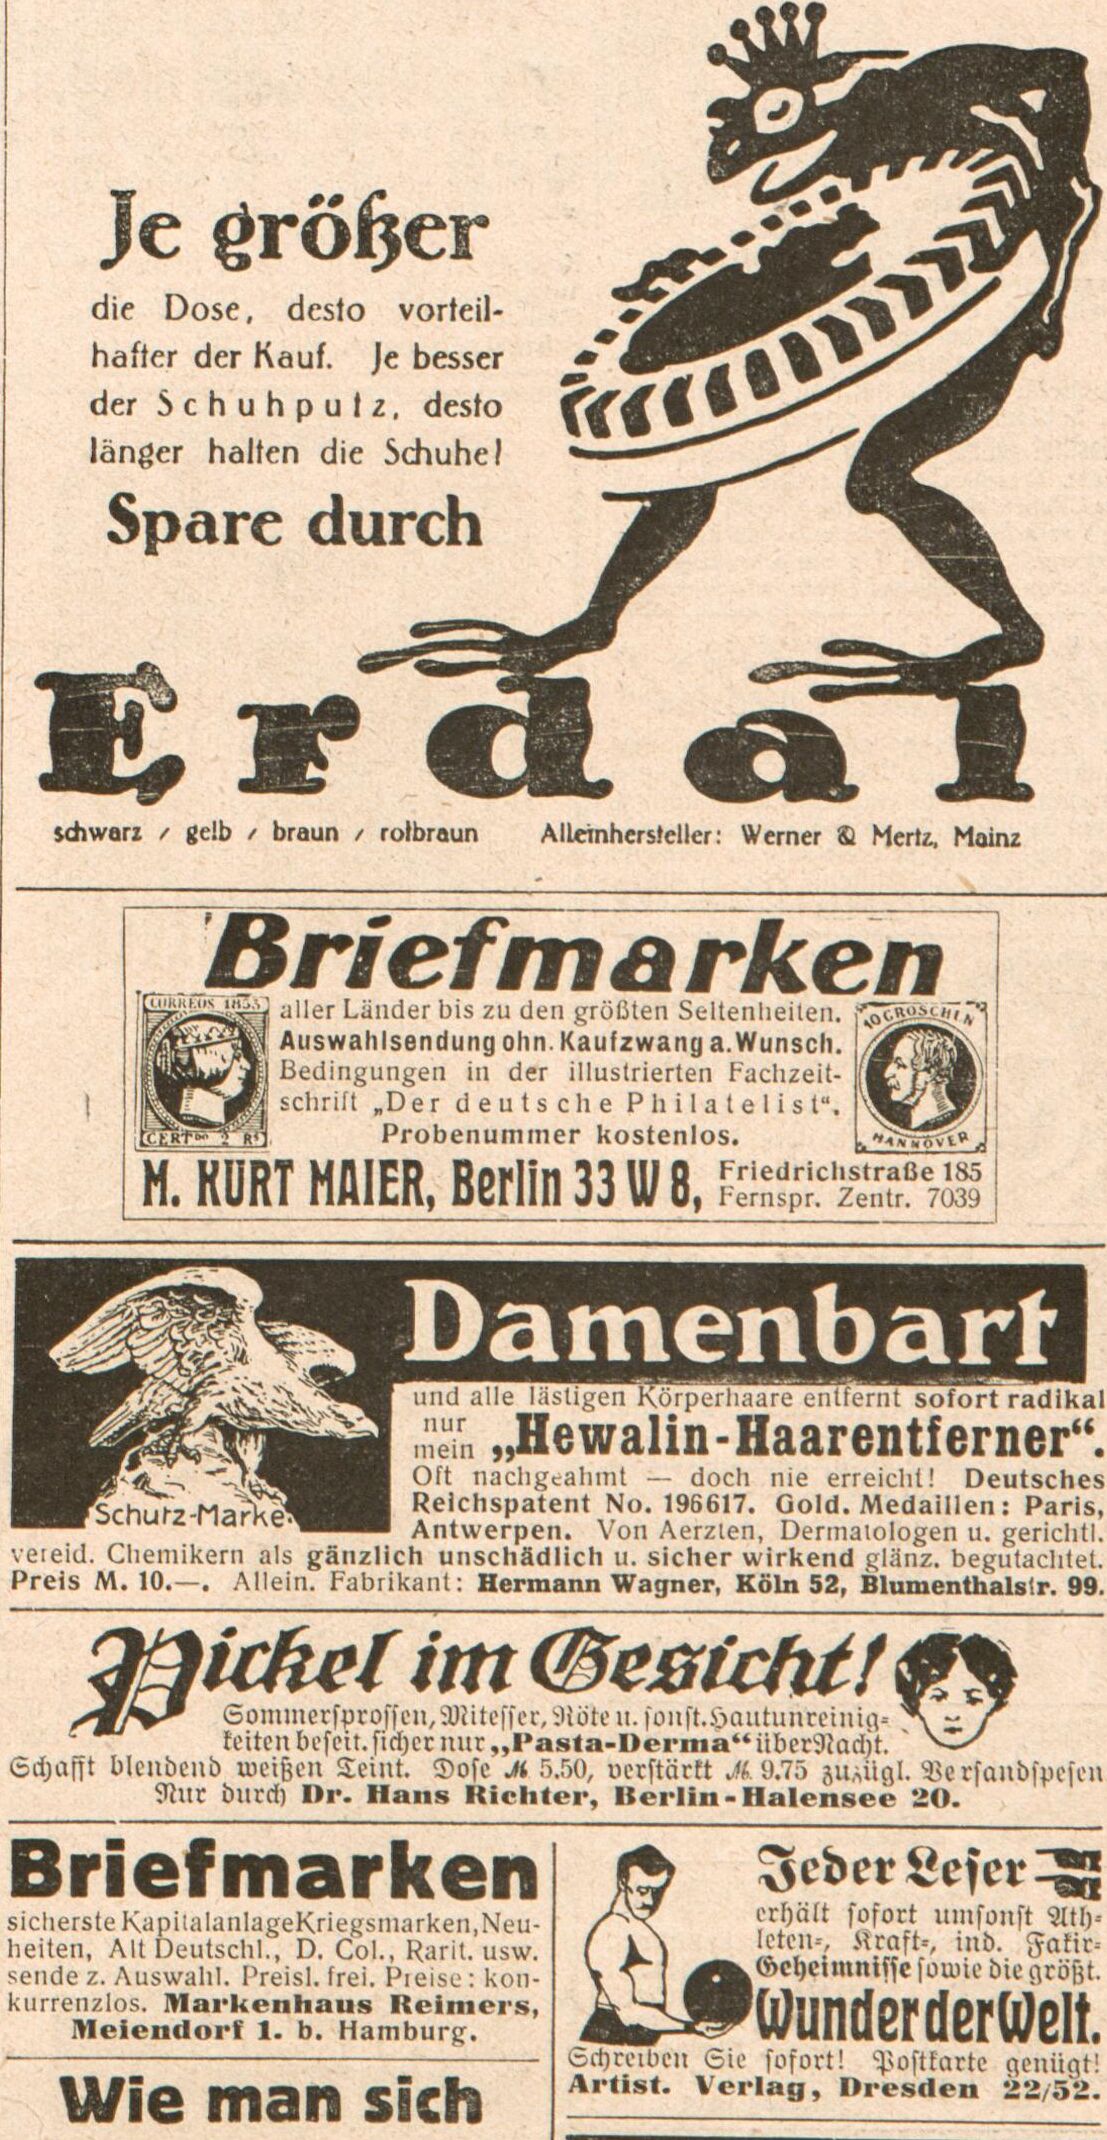 Je größer
die Dose, desto vorteil-
hafter der Kauf. Je besser
der Schuhputz, desto
länger halten die Schuhe!
Spare durch
Erdal
schwarz / gelb / braun / rotbraun
Alleinhersteller: Werner & Mertz, Mainz
Briefmarken
CORREOS 1853
CERT.DO 2 Rs
10 GROSCHEN
HANNOVER
aller Länder bis zu den größten Seltenheiten.
Auswahlsendung ohn. Kaufzwang a. Wunsch.
Bedingungen in der illustrierten Fachzeit-
schrift „Der deutsche Philatelist“.
Probenummer kostenlos.
M. KURT MAIER, Berlin 33 W 8,
Friedrichstraße 185
Fernspr. Zentr. 7039
Schutz-Marke.
Damenbart
und alle lästigen Körperhaare entfernt sofort radikal
nur
mein „Hewalin-Haarentferner“.
Oft nachgeahmt — doch nie erreicht! Deutsches
Reichspatent No. 196617. Gold. Medaillen: Paris,
Antwerpen. Von Aerzten, Dermatologen u. gerichtl.
vereid. Chemikern als gänzlich unschädlich u. sicher wirkend glänz. begutachtet.
Preis M. 10.—. Allein. Fabrikant: Hermann Wagner, Köln 52, Blumenthalstr. 99.
Pickel im Gesicht!
Sommersprossen, Mitesser, Röte u. sonst. Hautunreinig-
keiten beseit. sicher nur „Pasta-Derma“ über Nacht.
Schafft blendend weißen Teint. Dose ℳ 5.50, verstärkt ℳ 9.75 zuzügl. Versandspesen
Nur durch Dr. Hans Richter, Berlin-Halensee 20.
Briefmarken
sicherste Kapitalanlage Kriegsmarken, Neu-
heiten, Alt Deutschl., D. Col., Rarit. usw.
sende z. Auswahl. Preisl. frei. Preise: kon-
kurrenzlos. Markenhaus Reimers,
Meiendorf 1. b. Hamburg.
Wie man sich
Jeder Leser
erhält sofort umsonst Ath-
leten-, Kraft-, ind. Fakir-
Geheimnisse sowie die größt.
Wunder der Welt.
Schreiben Sie sofort! Postkarte genügt!
Artist. Verlag, Dresden 22/52.